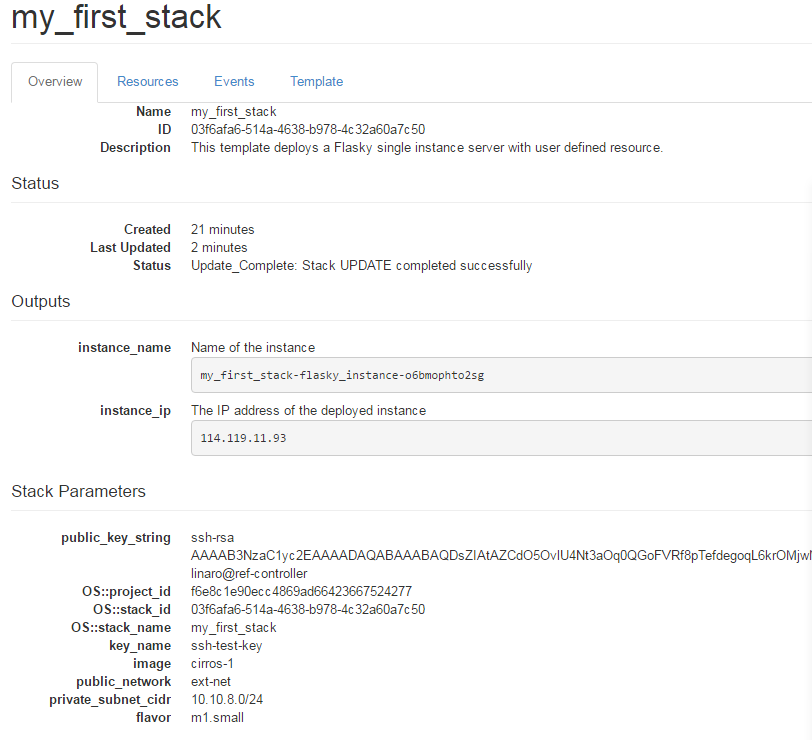 my_first_stack
Overview Resources Events Template
Name my_first_stack
ID 03f6afa6-514a-4638-b978-4c32a60a7c50
Description This template deploys a Flasky single instance server with user defined resource.
Status
Created 21 minutes
Last Updated 2 minutes
Status Update_Complete: Stack UPDATE completed successfully
Outputs
instance_name Name of the instance
my_first_stack-flasky_instance-o6bmophto2sg
instance_ip The IP address of the deployed instance
114.119.11.93
Stack Parameters
public_key_string ssh-rsa
linaro@ref-controller
OS::project_id f6e8c1e90ecc4869ad66423667524277
OS::stack_id 03f6afa6-514a-4638-b978-4c32a60a7c50
OS::stack_name my_first_stack
key_name ssh-test-key
image cirros-1
public_network ext-net
private_subnet_cidr 10.10.8.0/24
flavor m1.small